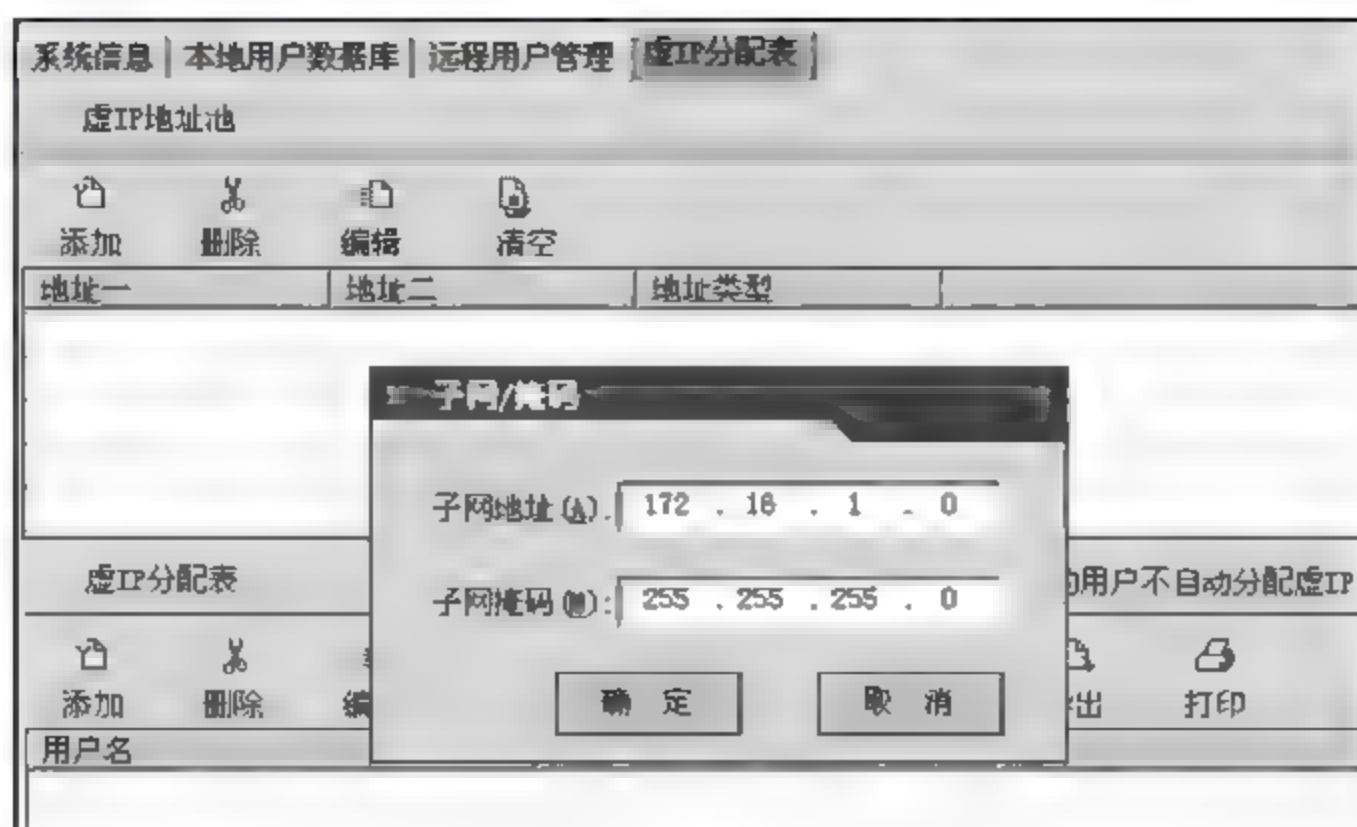 系统信息 本地用户数据库 远程用户管理 虚IP分配表
虚IP地址池
添加 删除 编辑 清空
地址一 地址二 地址类型
子网/掩码
子网地址(A): 172 . 16 . 1 . 0
虚IP分配表 用户不自动分配虚IP
子网掩码(M): 255 . 255 . 255 . 0
添加 删除 编 出 打印
确 定 取 消
用户名